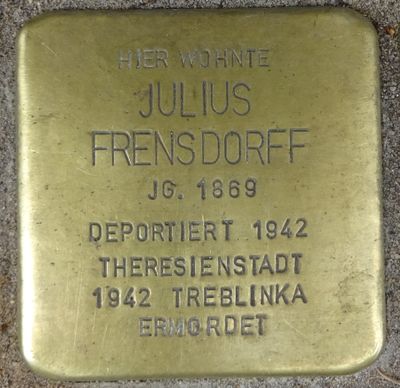 HIER WOHNTE
JULIUS
FRENSDORFF
JG. 1869
DEPORTIERT 1942
THERESIENSTADT
1942 TREBLINKA
ERMORDET